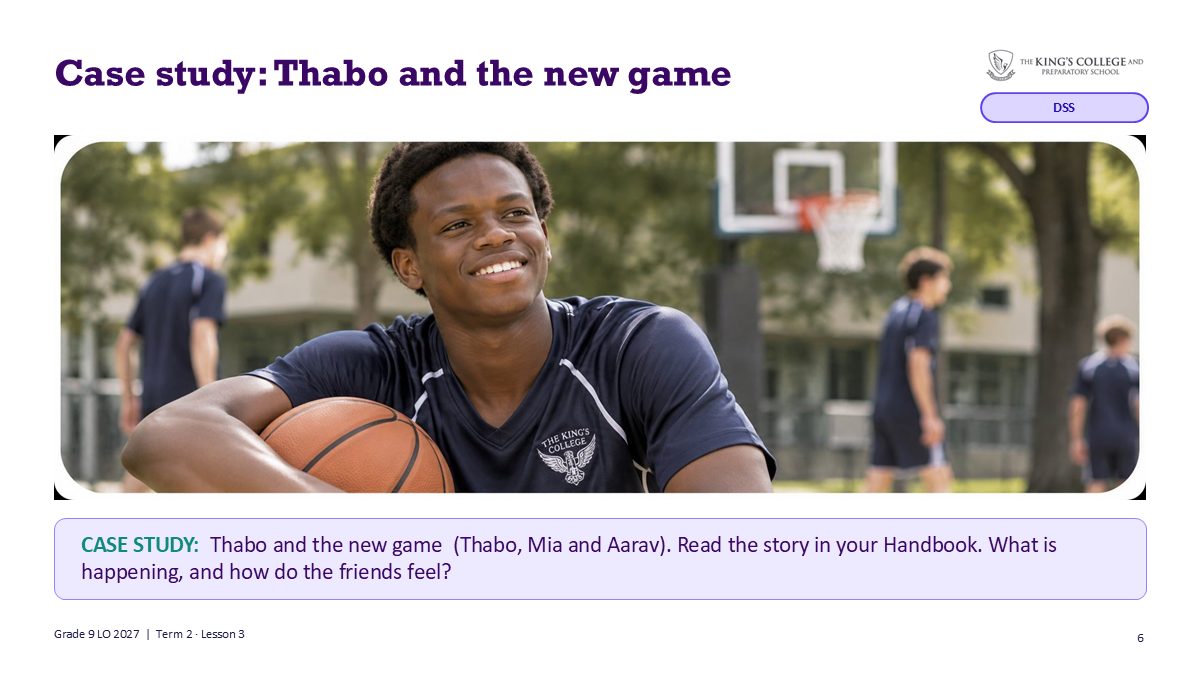 Case study: Thabo and the new game
THE KING'S COLLEGE AND
PREPARATORY SCHOOL
DSS
THE KING'S
COLLEGE
CASE STUDY: Thabo and the new game (Thabo, Mia and Aarav). Read the story in your Handbook. What is
happening, and how do the friends feel?
Grade 9 LO 2027 | Term 2 · Lesson 3
6